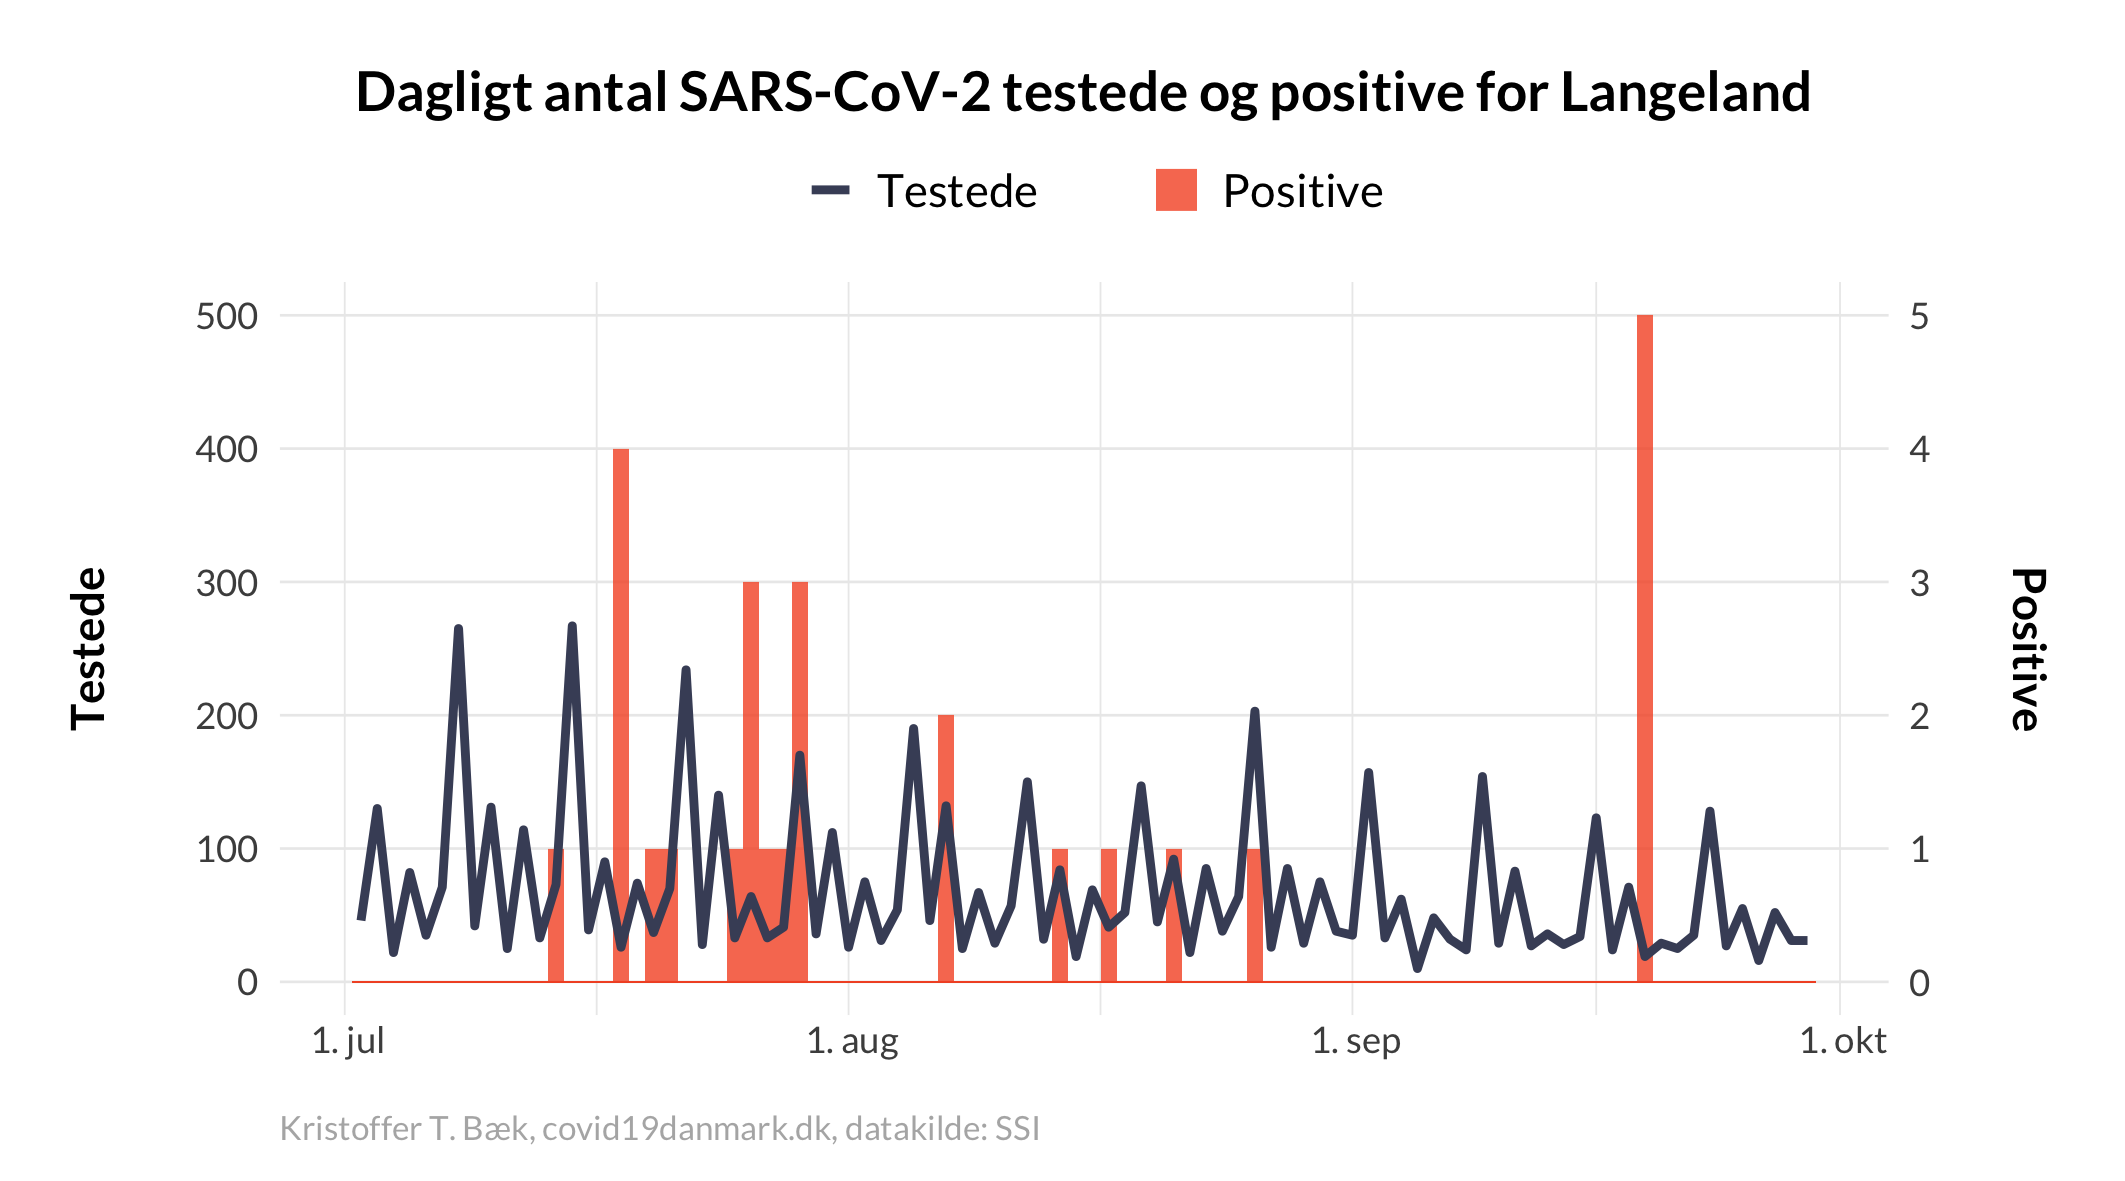 Dagligt antal SARS-CoV-2 testede og positive for Langeland
Testede Positive
500 5
400 4
300 3
200 2
100 1
0 0
Testede
Positive
1. jul 1. aug 1. sep 1. okt
Kristoffer T. Bæk, covid19danmark.dk, datakilde: SSI